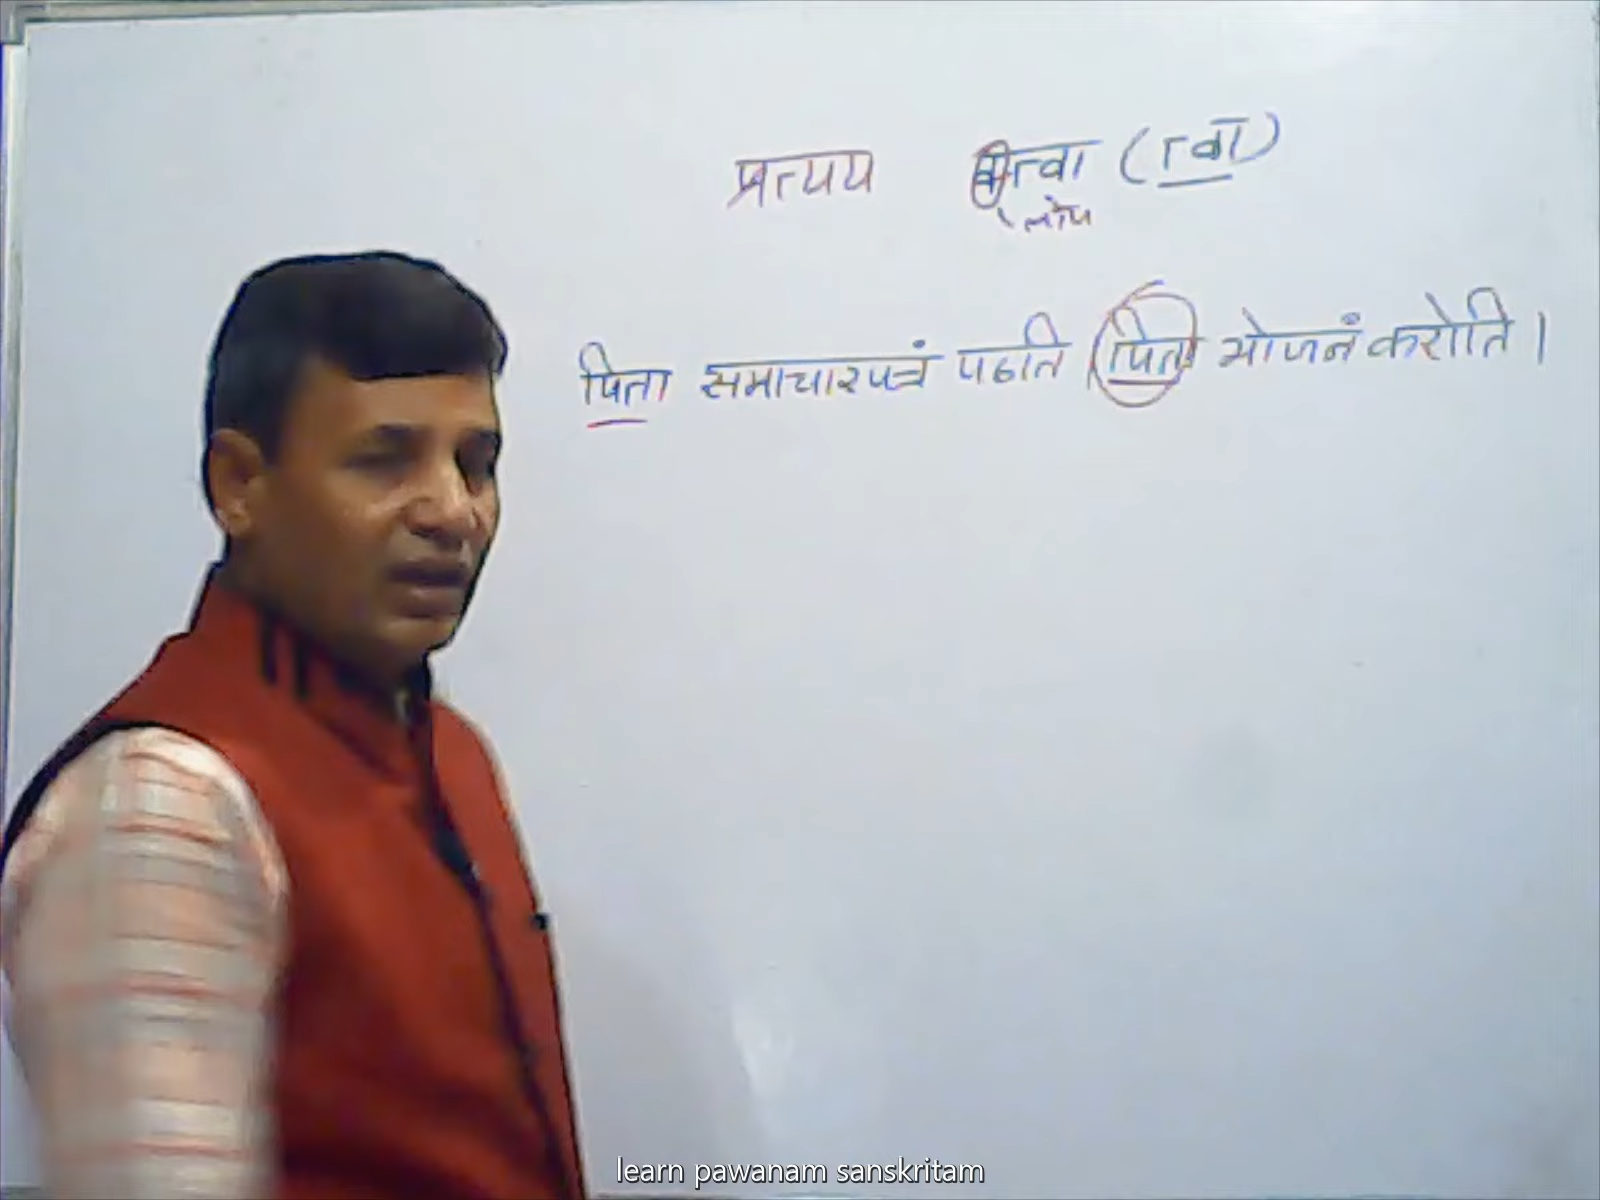 प्रत्यय क्त्वा (त्वा)
लोप
पिता समाचारपत्रं पठति पिता भोजनं करोति ।
learn pawanam sanskritam